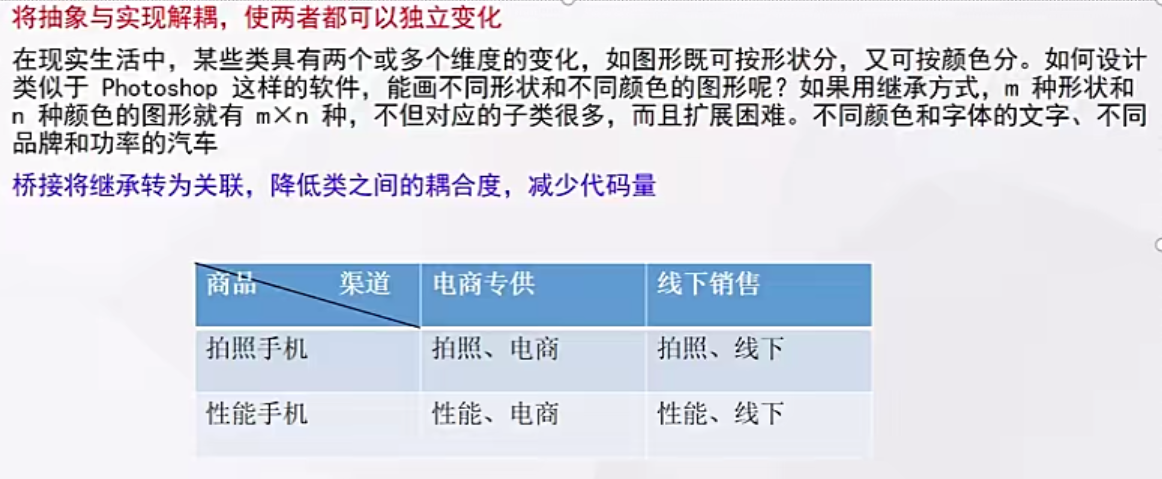 将抽象与实现解耦，使两者都可以独立变化
在现实生活中，某些类具有两个或多个维度的变化，如图形既可按形状分，又可按颜色分。如何设计
类似于 Photoshop 这样的软件，能画不同形状和不同颜色的图形呢？如果用继承方式，m 种形状和
n 种颜色的图形就有 m×n 种，不但对应的子类很多，而且扩展困难。不同颜色和字体的文字、不同
品牌和功率的汽车
桥接将继承转为关联，降低类之间的耦合度，减少代码量
商品 渠道 电商专供 线下销售
拍照手机 拍照、电商 拍照、线下
性能手机 性能、电商 性能、线下